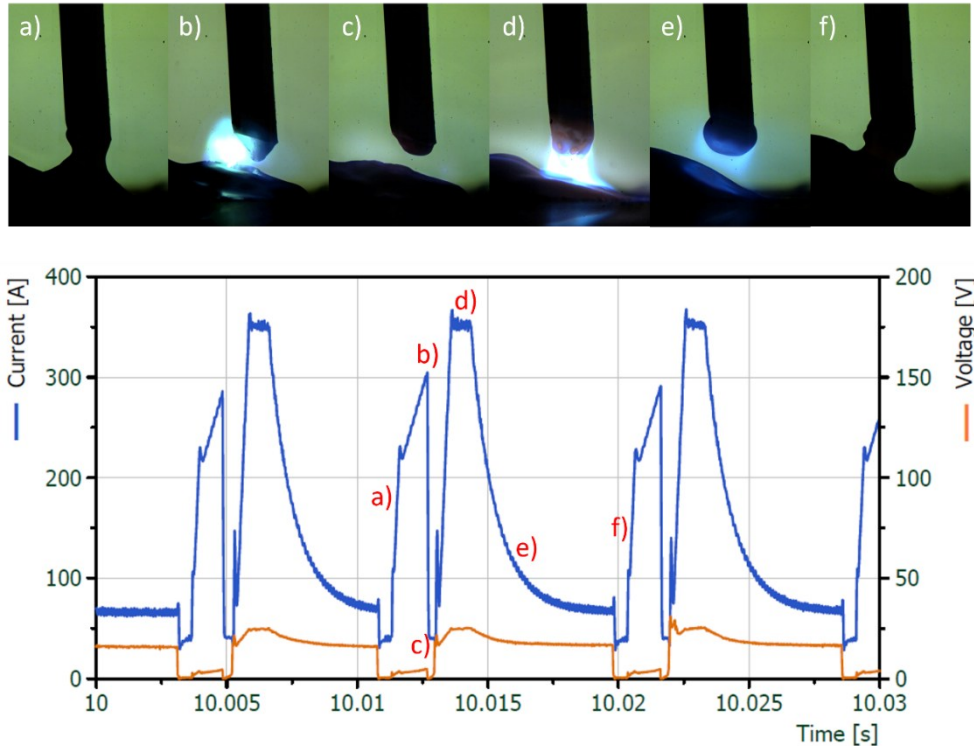 a) b) c) d) e) f)
Current [A]
Voltage [V]
400 200
d)
b)
300 150
a) f)
200 100
e)
100 50
c)
0 0
10 10.005 10.01 10.015 10.02 10.025 10.03
Time [s]